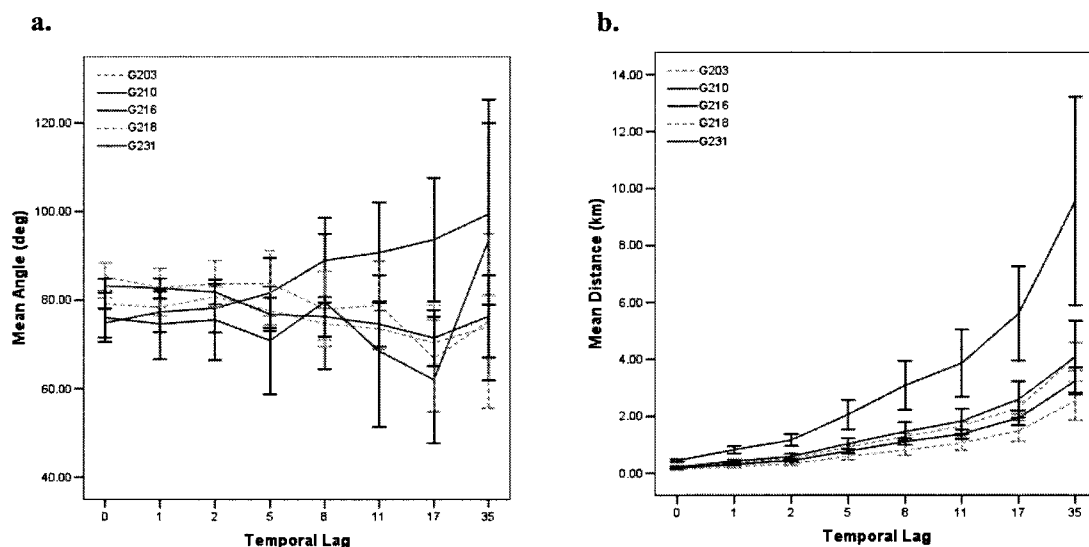 a.
G203
G210
G216
G218
G231
120.00
100.00
80.00
60.00
40.00
Mean Angle (deg)
0 1 2 5 8 11 17 35
Temporal Lag
b.
G203
G210
G216
G218
G231
14.00
12.00
10.00
8.00
6.00
4.00
2.00
0.00
Mean Distance (km)
0 1 2 5 8 11 17 35
Temporal Lag